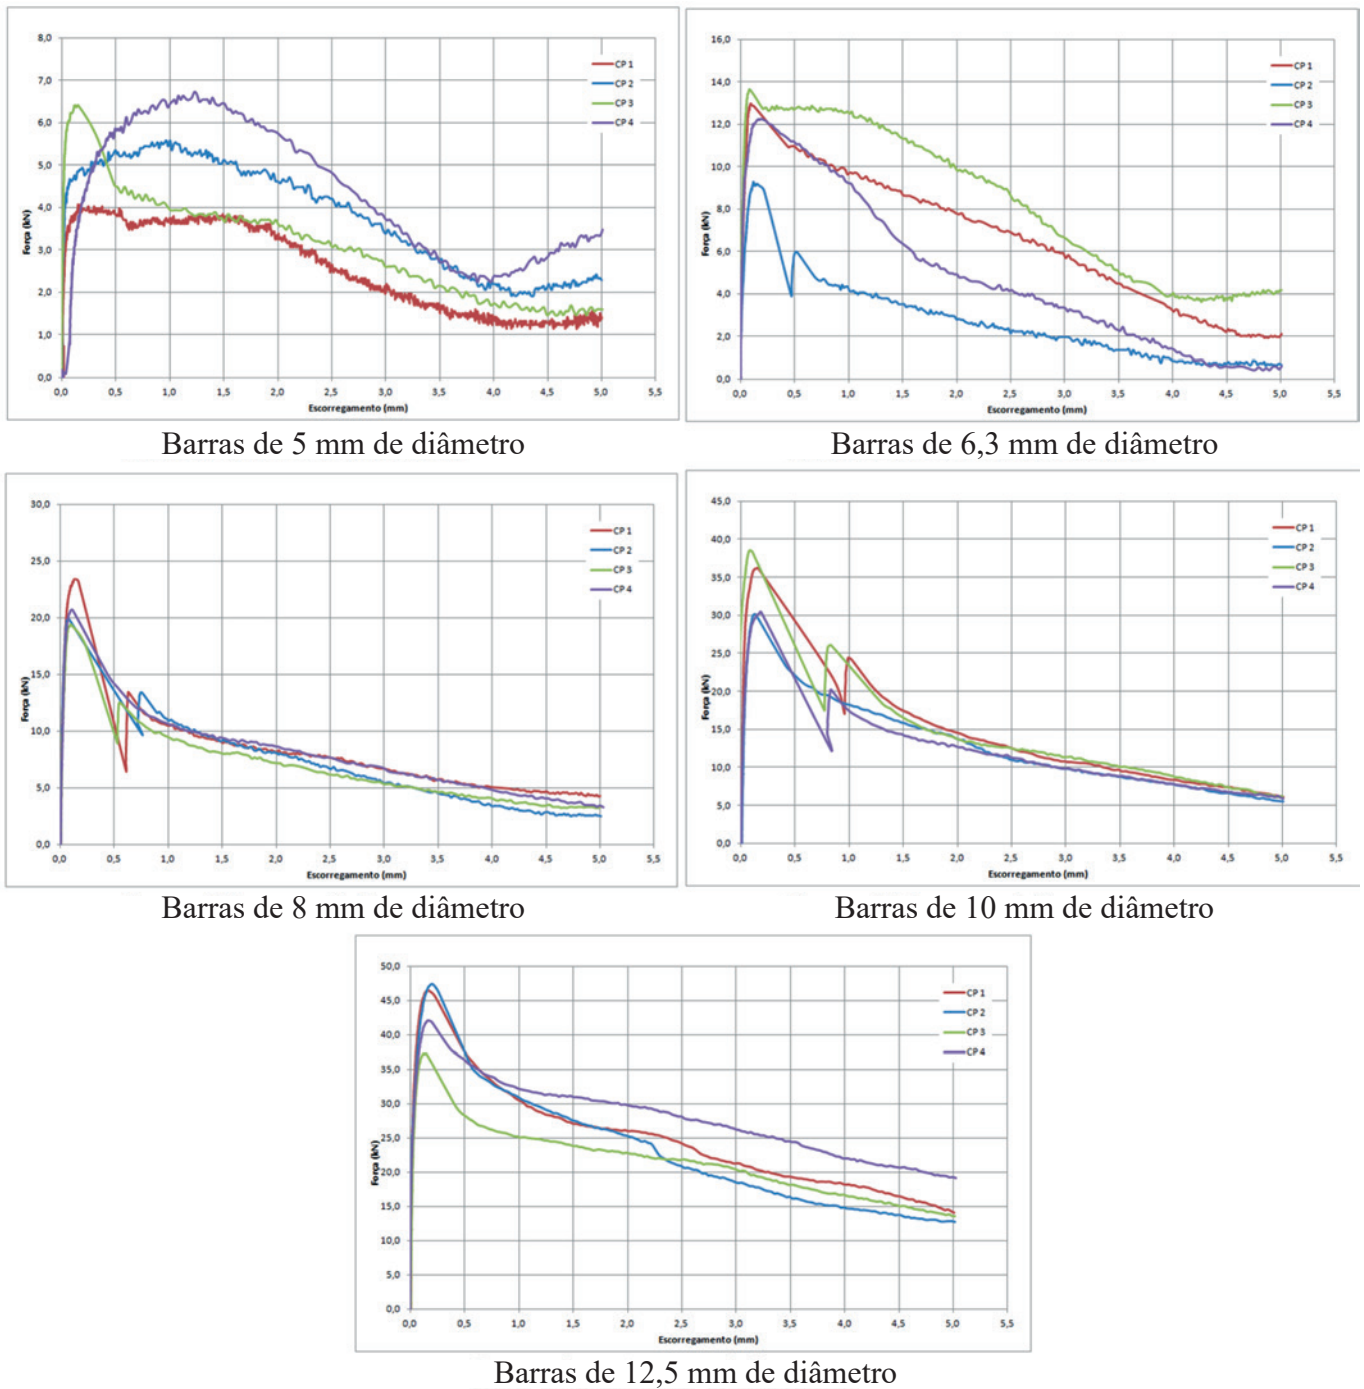 8,0
7,0
6,0
5,0
4,0
3,0
2,0
1,0
0,0
Força (kN)
CP 1
CP 2
CP 3
CP 4
0,0 0,5 1,0 1,5 2,0 2,5 3,0 3,5 4,0 4,5 5,0 5,5
Escorregamento (mm)
Barras de 5 mm de diâmetro
16,0
14,0
12,0
10,0
8,0
6,0
4,0
2,0
0,0
Força (kN)
CP 1
CP 2
CP 3
CP 4
0,0 0,5 1,0 1,5 2,0 2,5 3,0 3,5 4,0 4,5 5,0 5,5
Escorregamento (mm)
Barras de 6,3 mm de diâmetro
30,0
25,0
20,0
15,0
10,0
5,0
0,0
Força (kN)
CP 1
CP 2
CP 3
CP 4
0,0 0,5 1,0 1,5 2,0 2,5 3,0 3,5 4,0 4,5 5,0 5,5
Escorregamento (mm)
Barras de 8 mm de diâmetro
45,0
40,0
35,0
30,0
25,0
20,0
15,0
10,0
5,0
0,0
Força (kN)
CP 1
CP 2
CP 3
CP 4
0,0 0,5 1,0 1,5 2,0 2,5 3,0 3,5 4,0 4,5 5,0 5,5
Escorregamento (mm)
Barras de 10 mm de diâmetro
50,0
45,0
40,0
35,0
30,0
25,0
20,0
15,0
10,0
5,0
0,0
Força (kN)
CP 1
CP 2
CP 3
CP 4
0,0 0,5 1,0 1,5 2,0 2,5 3,0 3,5 4,0 4,5 5,0 5,5
Escorregamento (mm)
Barras de 12,5 mm de diâmetro